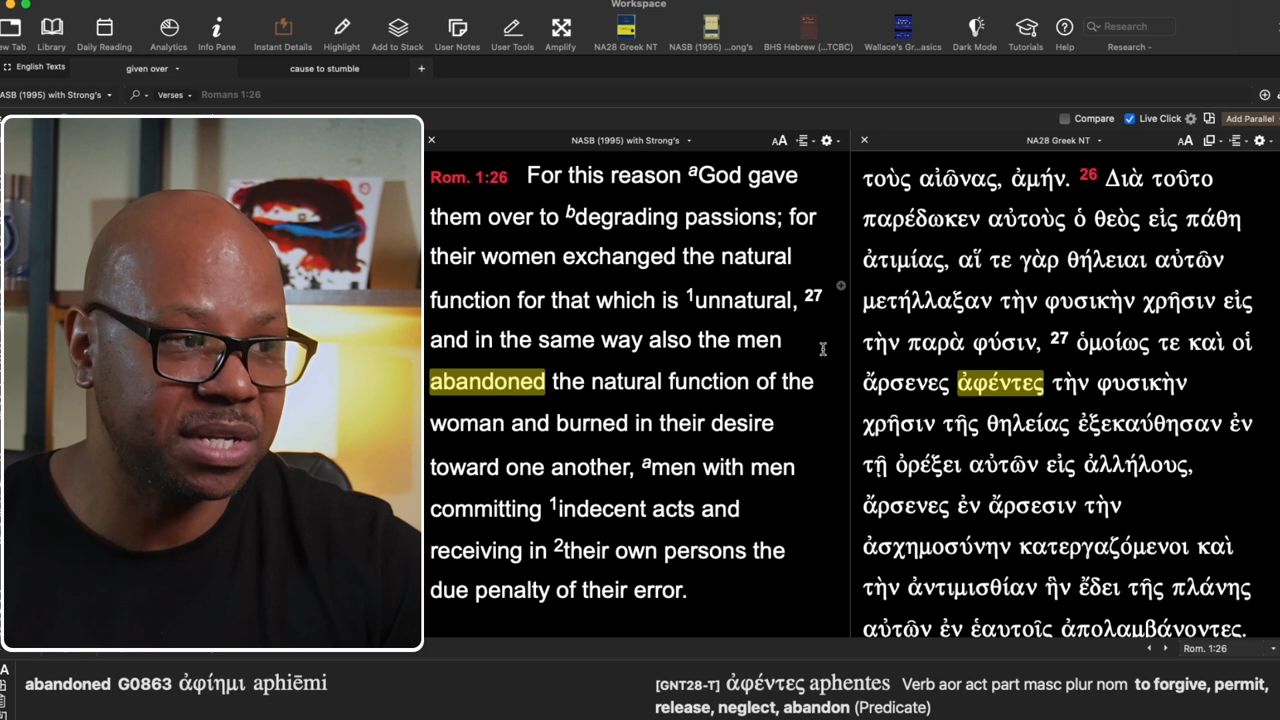 Workspace
ew Tab
Library
Daily Reading
Analytics
Info Pane
Instant Details
Highlight
Add to Stack
User Notes
User Tools
Amplify
NA28 Greek NT
NASB (1995) ...ong's
BHS Hebrew (...TCBC)
Wallace's Gr...asics
Dark Mode
Tutorials
Help
Research
Research
English Texts
given over
cause to stumble
+
ASB (1995) with Strong's
Verses
Romans 1:26
Compare
Live Click
Add Parallel
NASB (1995) with Strong's
AA
NA28 Greek NT
AA
Rom. 1:26 For this reason aGod gave
them over to bdegrading passions; for
their women exchanged the natural
function for that which is 1unnatural, 27
and in the same way also the men
abandoned the natural function of the
woman and burned in their desire
toward one another, amen with men
committing 1indecent acts and
receiving in 2their own persons the
due penalty of their error.
τοὺς αἰῶνας, ἀμήν. 26 Διὰ τοῦτο
παρέδωκεν αὐτοὺς ὁ θεὸς εἰς πάθη
ἀτιμίας, αἵ τε γὰρ θήλειαι αὐτῶν
μετήλλαξαν τὴν φυσικὴν χρῆσιν εἰς
τὴν παρὰ φύσιν, 27 ὁμοίως τε καὶ οἱ
ἄρσενες ἀφέντες τὴν φυσικὴν
χρῆσιν τῆς θηλείας ἐξεκαύθησαν ἐν
τῇ ὀρέξει αὐτῶν εἰς ἀλλήλους,
ἄρσενες ἐν ἄρσεσιν τὴν
ἀσχημοσύνην κατεργαζόμενοι καὶ
τὴν ἀντιμισθίαν ἣν ἔδει τῆς πλάνης
αὐτῶν ἐν ἑαυτοῖς ἀπολαμβάνοντες.
Rom. 1:26
abandoned G0863 ἀφίημι aphiēmi
[GNT28-T] ἀφέντες aphentes Verb aor act part masc plur nom to forgive, permit,
release, neglect, abandon (Predicate)